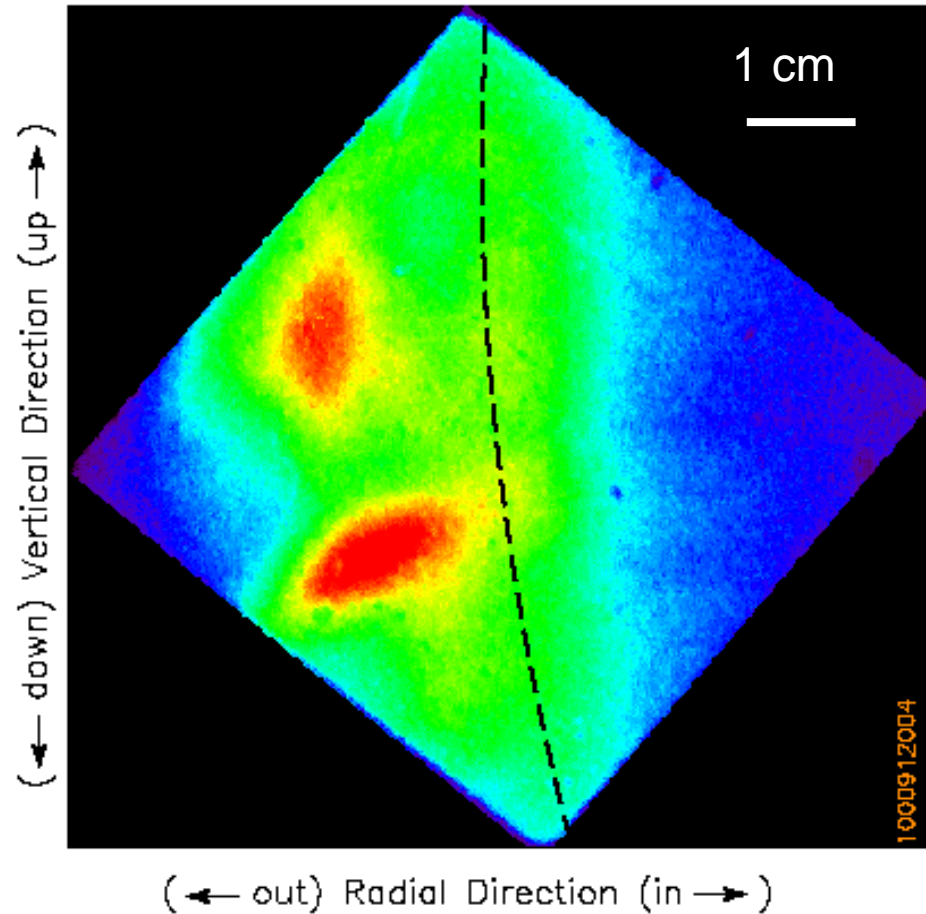 1 cm
(← down) Vertical Direction (up →)
(← out) Radial Direction (in →)
1000912004